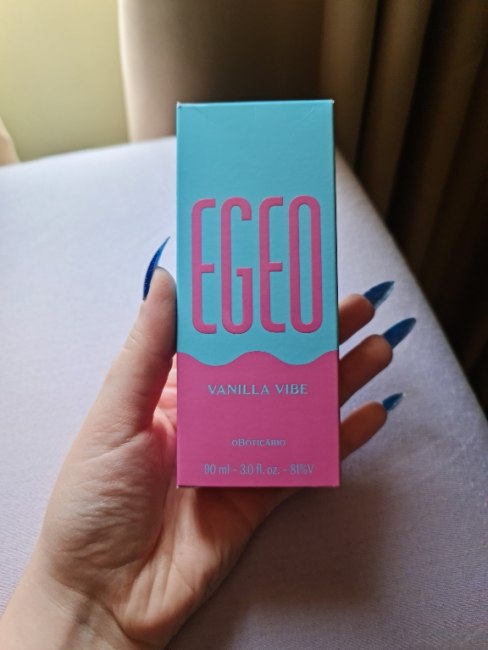 EGEO
VANILLA VIBE
oBOTICÁRIO
90 ml - 3.0 fl. oz. - 81%V